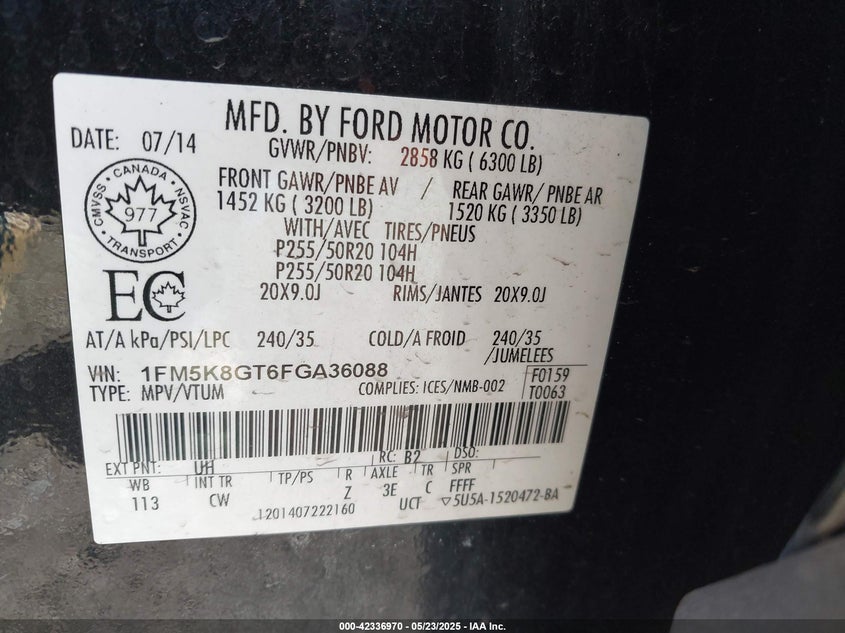 MFD. BY FORD MOTOR CO.
DATE: 07/14
GVWR/PNBV: 2858 KG ( 6300 LB)
FRONT GAWR/PNBE AV / REAR GAWR/ PNBE AR
1452 KG ( 3200 LB) 1520 KG ( 3350 LB)
WITH/AVEC TIRES/PNEUS
P255/50R20 104H
P255/50R20 104H
20X9.0J RIMS/JANTES 20X9.0J
CMVSS · CANADA · NSVAC · TRANSPORT ·
977
EC
AT/A kPa/PSI/LPC 240/35 COLD/A FROID 240/35
/JUMELEES
VIN: 1FM5K8GT6FGA36088
F0159
TYPE: MPV/VTUM COMPLIES: ICES/NMB-002 T0063
EXT PNT: UH RC: B2 DSO:
WB INT TR TP/PS R AXLE TR SPR
113 CW Z 3E C FFFF
1201407222160 UCT ▽5U5A-1520472-BA
000-42336970 - 05/23/2025 - IAA Inc.